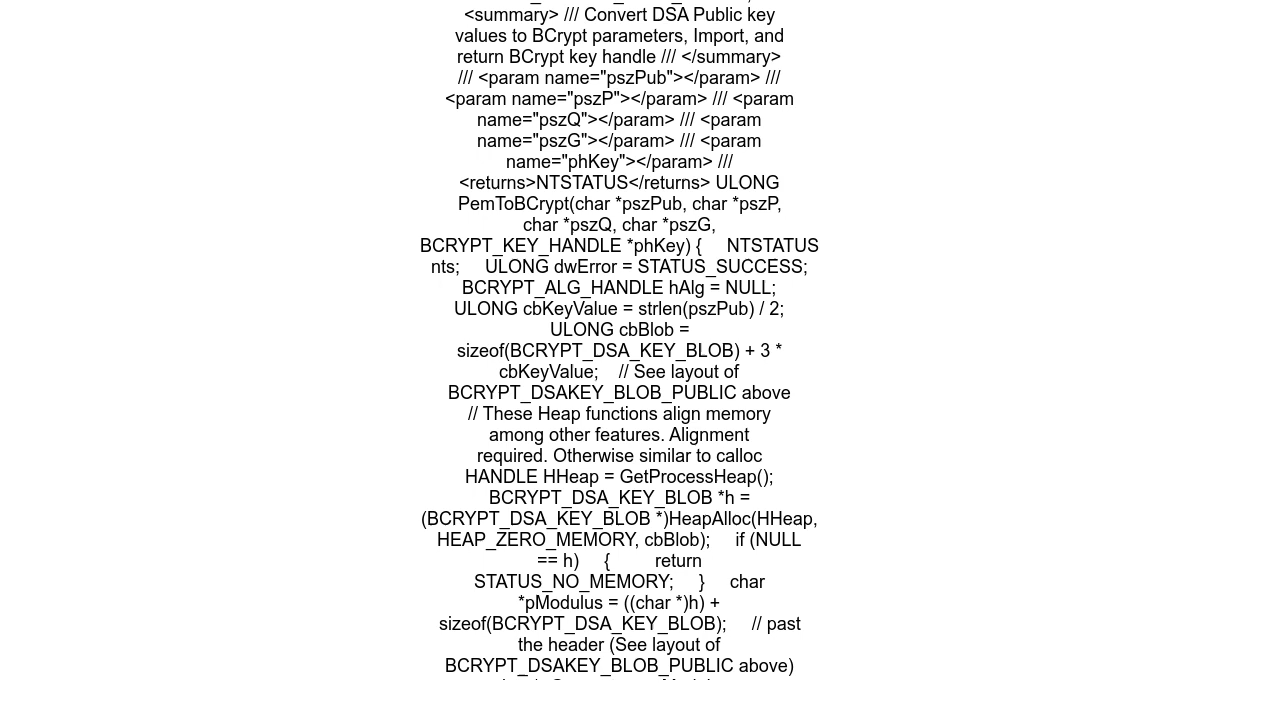 <summary> /// Convert DSA Public key
values to BCrypt parameters, Import, and
return BCrypt key handle /// </summary>
/// <param name="pszPub"></param> ///
<param name="pszP"></param> /// <param
name="pszQ"></param> /// <param
name="pszG"></param> /// <param
name="phKey"></param> ///
<returns>NTSTATUS</returns> ULONG
PemToBCrypt(char *pszPub, char *pszP,
char *pszQ, char *pszG,
BCRYPT_KEY_HANDLE *phKey) {     NTSTATUS
nts;     ULONG dwError = STATUS_SUCCESS;
BCRYPT_ALG_HANDLE hAlg = NULL;
ULONG cbKeyValue = strlen(pszPub) / 2;
ULONG cbBlob =
sizeof(BCRYPT_DSA_KEY_BLOB) + 3 *
cbKeyValue;    // See layout of
BCRYPT_DSAKEY_BLOB_PUBLIC above
// These Heap functions align memory
among other features. Alignment
required. Otherwise similar to calloc
HANDLE HHeap = GetProcessHeap();
BCRYPT_DSA_KEY_BLOB *h =
(BCRYPT_DSA_KEY_BLOB *)HeapAlloc(HHeap,
HEAP_ZERO_MEMORY, cbBlob);     if (NULL
== h)     {         return
STATUS_NO_MEMORY;     }     char
*pModulus = ((char *)h) +
sizeof(BCRYPT_DSA_KEY_BLOB);     // past
the header (See layout of
BCRYPT_DSAKEY_BLOB_PUBLIC above)